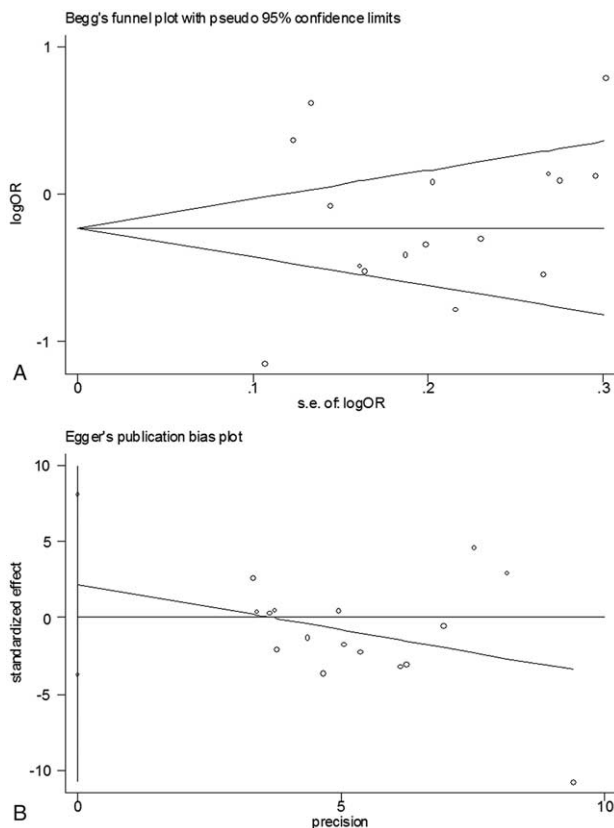 Begg's funnel plot with pseudo 95% confidence limits
1
0
-1
logOR
0
.1
.2
.3
s.e. of: logOR
A
Egger's publication bias plot
10
5
0
-5
-10
standardized effect
0
5
10
precision
B